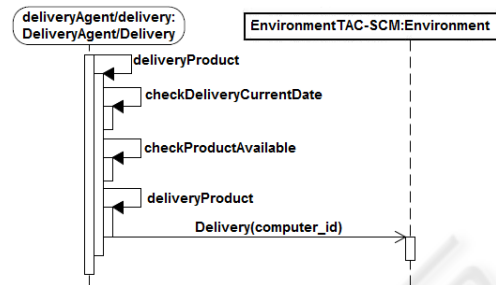 deliveryAgent/delivery:
DeliveryAgent/Delivery
EnvironmentTAC-SCM:Environment
deliveryProduct
checkDeliveryCurrentDate
checkProductAvailable
deliveryProduct
Delivery(computer_id)